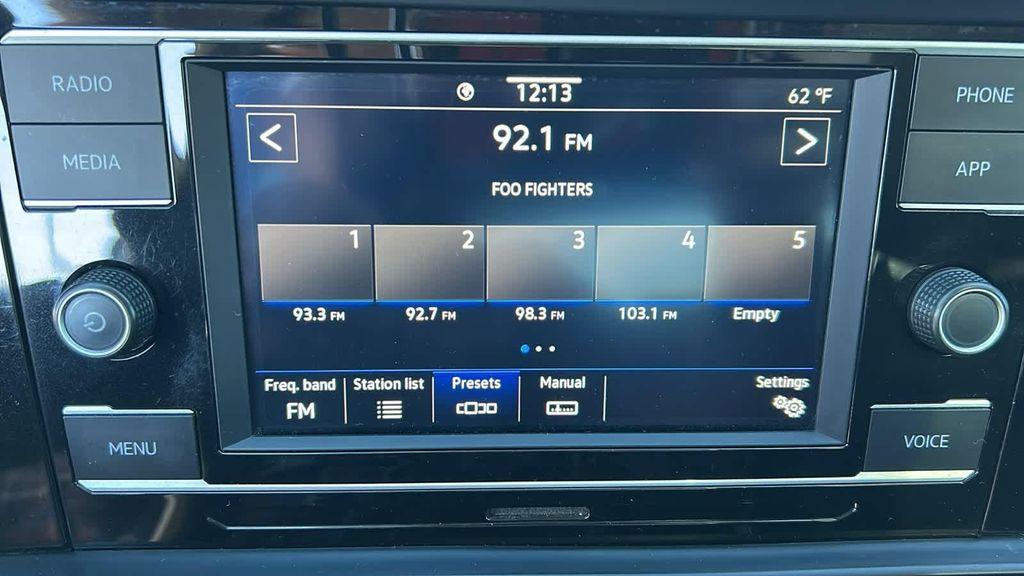 RADIO
MEDIA
MENU
12:13
62 °F
<
92.1 FM
>
FOO FIGHTERS
1 2 3 4 5
93.3 FM 92.7 FM 98.3 FM 103.1 FM Empty
Freq. band Station list Presets Manual Settings
FM
PHONE
APP
VOICE